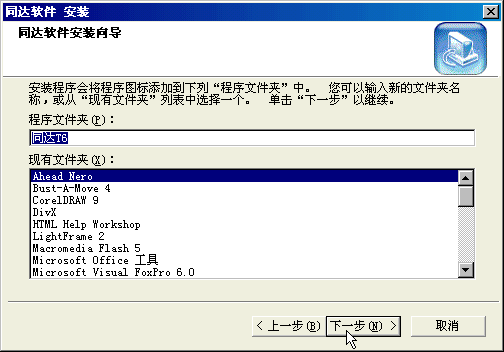 同达软件 安装
同达软件安装向导
安装程序会将程序图标添加到下列“程序文件夹”中。 您可以输入新的文件夹名
称，或从“现有文件夹”列表中选择一个。 单击“下一步”以继续。
程序文件夹(P)：
同达T6
现有文件夹(X)：
Ahead Nero
Bust-A-Move 4
CorelDRAW 9
DivX
HTML Help Workshop
LightFrame 2
Macromedia Flash 5
Microsoft Office 工具
Microsoft Visual FoxPro 6.0
< 上一步(B) 下一步(N) > 取消